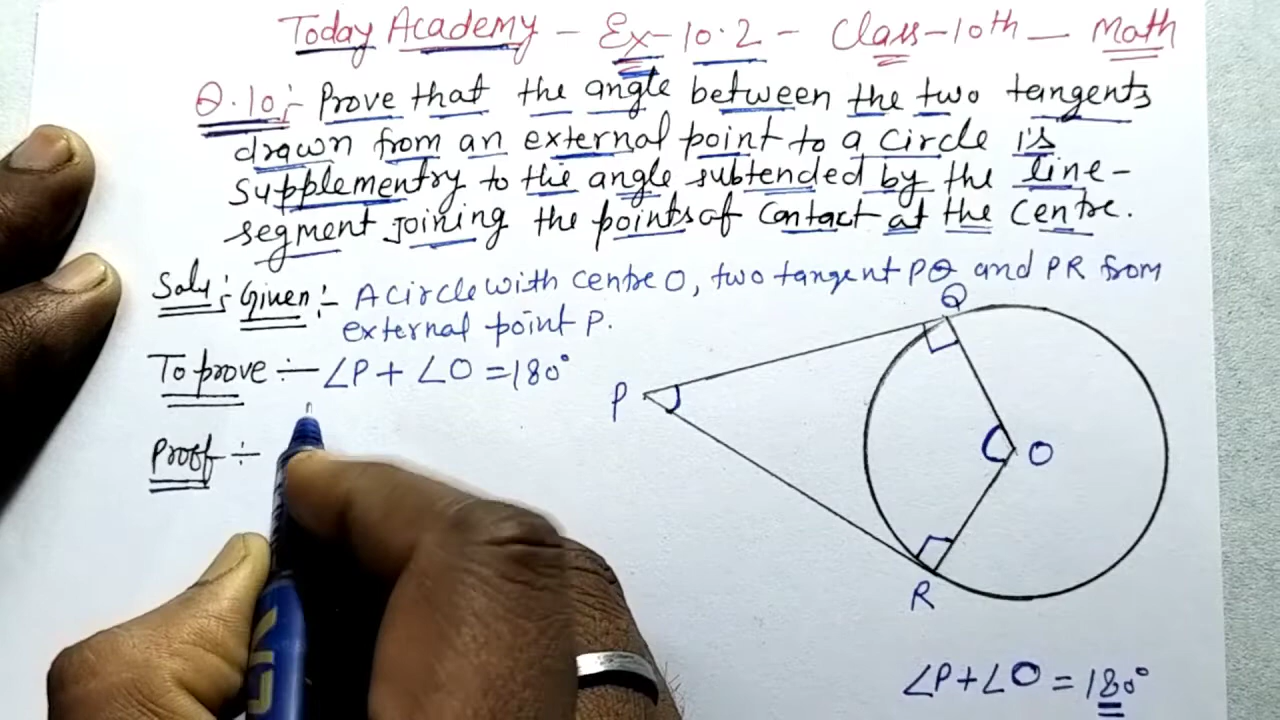 Today Academy - Ex-10.2 - Class-10th - Math
Q.10:- Prove that the angle between the two tangents
drawn from an external point to a circle is
supplementry to the angle subtended by the line-
segment joining the points of contact at the centre.
Soln: Given:- A circle with centre O, two tangent PQ and PR from
external point P.
To prove ÷ ∠P + ∠O = 180°
Proof ÷
Q
P
O
R
∠P + ∠O = 180°